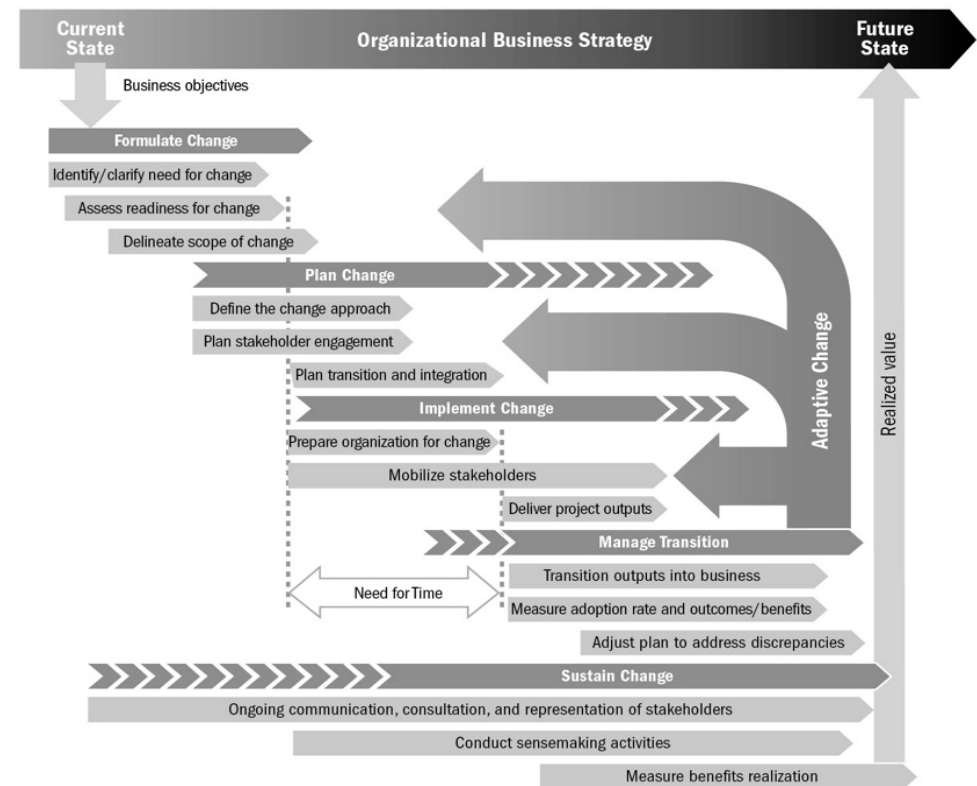 Current
State
Organizational Business Strategy
Future
State
Business objectives
Formulate Change
Identify/clarify need for change
Assess readiness for change
Delineate scope of change
Plan Change
Define the change approach
Plan stakeholder engagement
Plan transition and integration
Implement Change
Prepare organization for change
Mobilize stakeholders
Deliver project outputs
Manage Transition
Transition outputs into business
Need for Time
Measure adoption rate and outcomes/benefits
Adjust plan to address discrepancies
Sustain Change
Ongoing communication, consultation, and representation of stakeholders
Conduct sensemaking activities
Measure benefits realization
Adaptive Change
Realized value